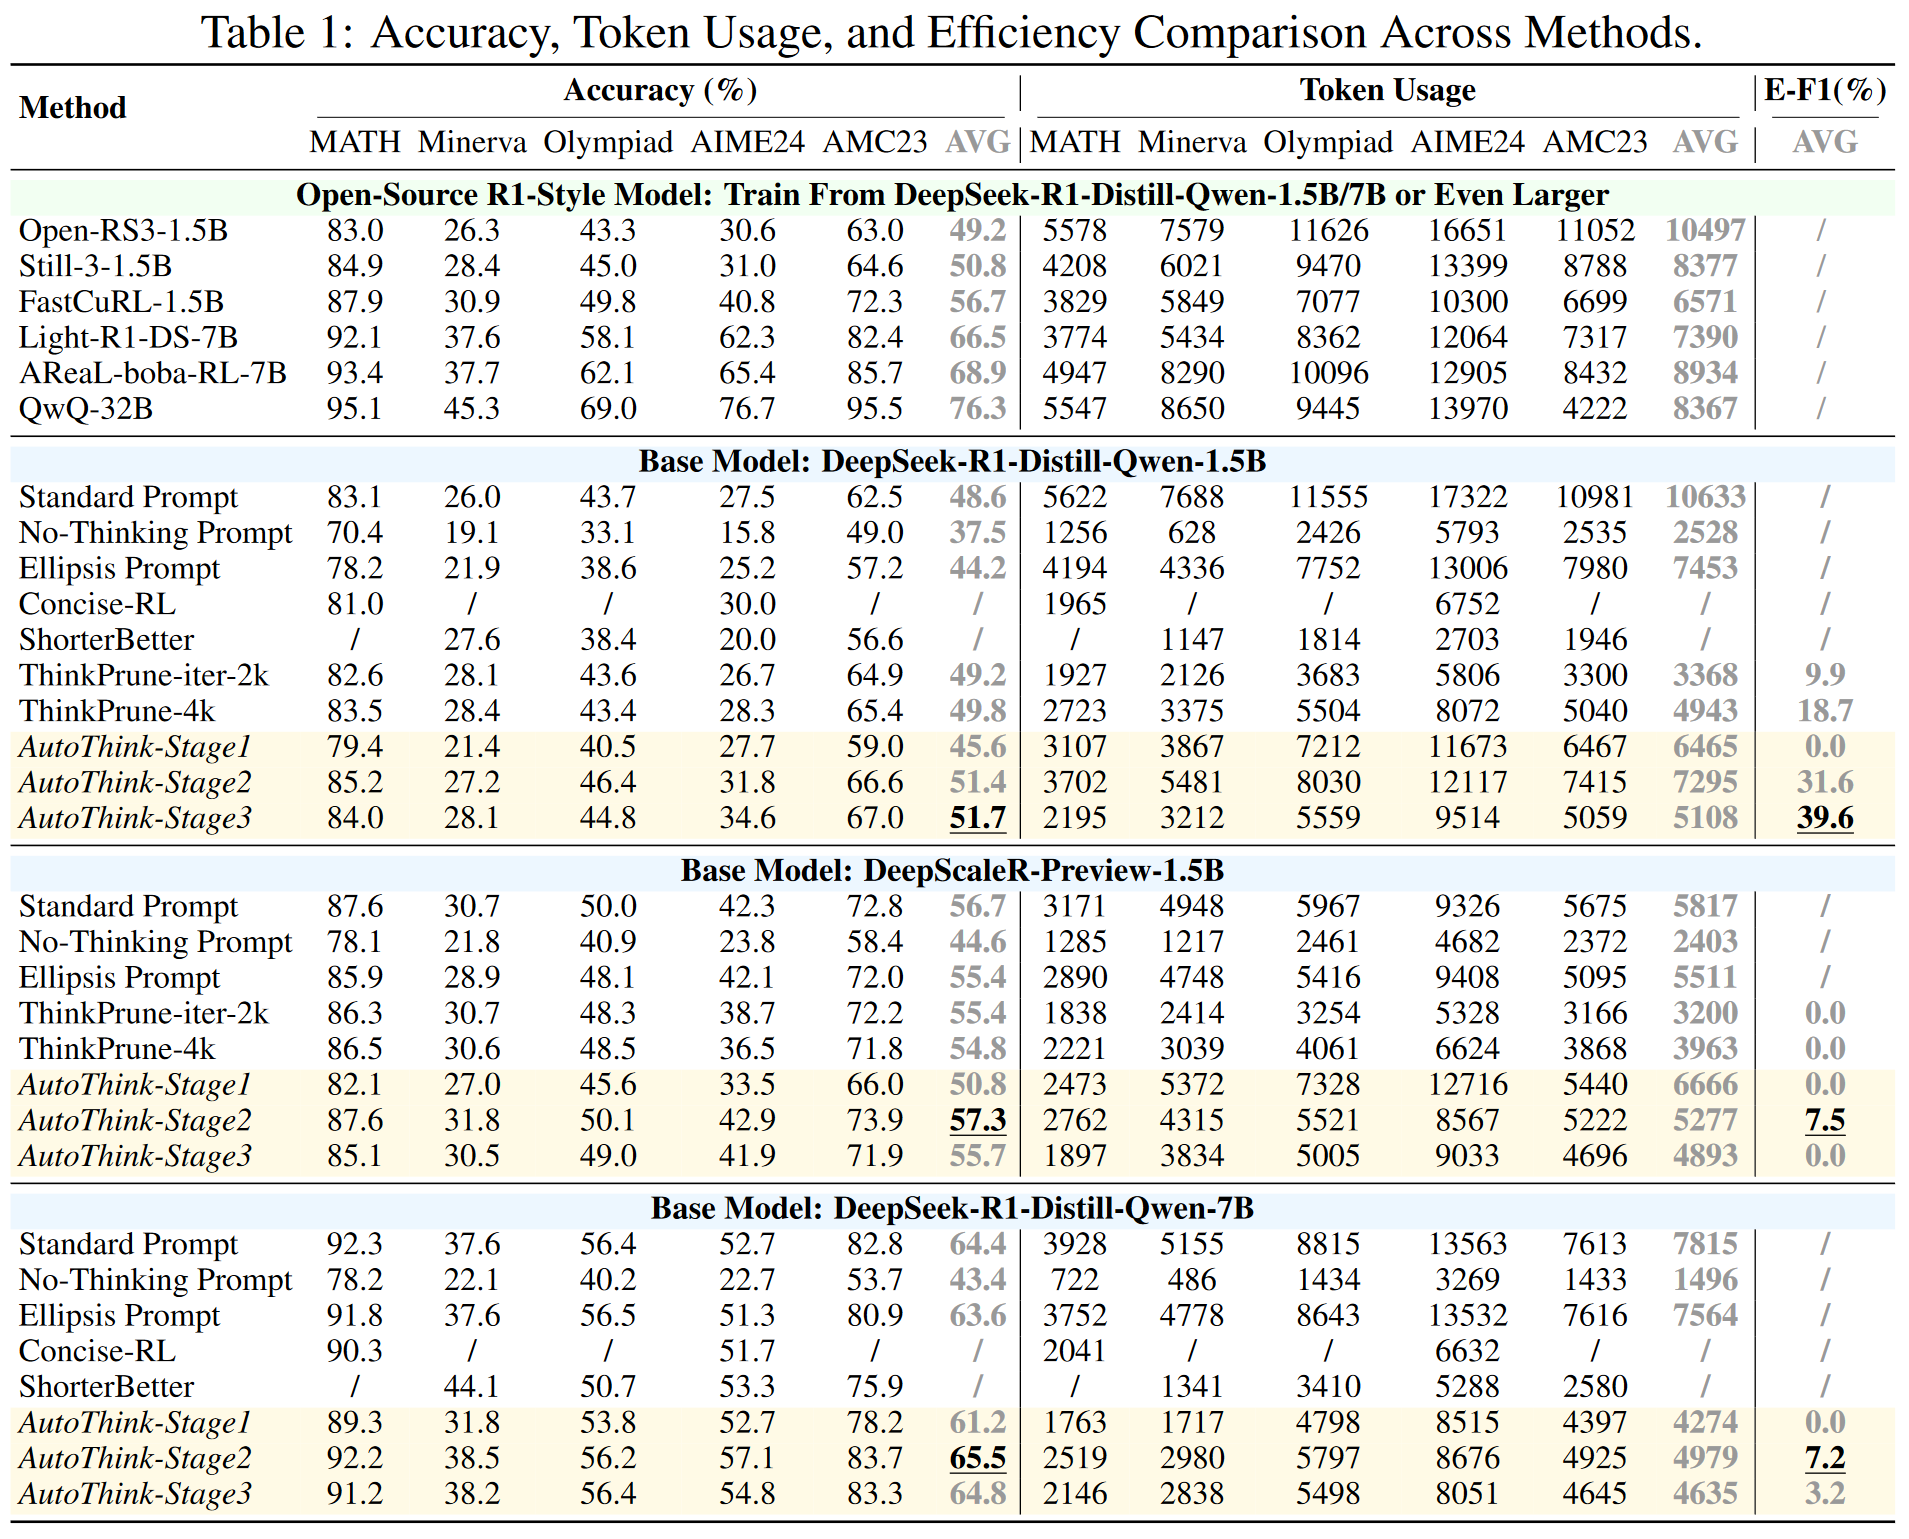 Table 1: Accuracy, Token Usage, and Efficiency Comparison Across Methods.
Method Accuracy (%) Token Usage E-F1(%)
MATH Minerva Olympiad AIME24 AMC23 AVG MATH Minerva Olympiad AIME24 AMC23 AVG AVG
Open-Source R1-Style Model: Train From DeepSeek-R1-Distill-Qwen-1.5B/7B or Even Larger
Open-RS3-1.5B 83.0 26.3 43.3 30.6 63.0 49.2 5578 7579 11626 16651 11052 10497 /
Still-3-1.5B 84.9 28.4 45.0 31.0 64.6 50.8 4208 6021 9470 13399 8788 8377 /
FastCuRL-1.5B 87.9 30.9 49.8 40.8 72.3 56.7 3829 5849 7077 10300 6699 6571 /
Light-R1-DS-7B 92.1 37.6 58.1 62.3 82.4 66.5 3774 5434 8362 12064 7317 7390 /
AReaL-boba-RL-7B 93.4 37.7 62.1 65.4 85.7 68.9 4947 8290 10096 12905 8432 8934 /
QwQ-32B 95.1 45.3 69.0 76.7 95.5 76.3 5547 8650 9445 13970 4222 8367 /
Base Model: DeepSeek-R1-Distill-Qwen-1.5B
Standard Prompt 83.1 26.0 43.7 27.5 62.5 48.6 5622 7688 11555 17322 10981 10633 /
No-Thinking Prompt 70.4 19.1 33.1 15.8 49.0 37.5 1256 628 2426 5793 2535 2528 /
Ellipsis Prompt 78.2 21.9 38.6 25.2 57.2 44.2 4194 4336 7752 13006 7980 7453 /
Concise-RL 81.0 / / 30.0 / / 1965 / / 6752 / / /
ShorterBetter / 27.6 38.4 20.0 56.6 / / 1147 1814 2703 1946 / /
ThinkPrune-iter-2k 82.6 28.1 43.6 26.7 64.9 49.2 1927 2126 3683 5806 3300 3368 9.9
ThinkPrune-4k 83.5 28.4 43.4 28.3 65.4 49.8 2723 3375 5504 8072 5040 4943 18.7
AutoThink-Stage1 79.4 21.4 40.5 27.7 59.0 45.6 3107 3867 7212 11673 6467 6465 0.0
AutoThink-Stage2 85.2 27.2 46.4 31.8 66.6 51.4 3702 5481 8030 12117 7415 7295 31.6
AutoThink-Stage3 84.0 28.1 44.8 34.6 67.0 51.7 2195 3212 5559 9514 5059 5108 39.6
Base Model: DeepScaleR-Preview-1.5B
Standard Prompt 87.6 30.7 50.0 42.3 72.8 56.7 3171 4948 5967 9326 5675 5817 /
No-Thinking Prompt 78.1 21.8 40.9 23.8 58.4 44.6 1285 1217 2461 4682 2372 2403 /
Ellipsis Prompt 85.9 28.9 48.1 42.1 72.0 55.4 2890 4748 5416 9408 5095 5511 /
ThinkPrune-iter-2k 86.3 30.7 48.3 38.7 72.2 55.4 1838 2414 3254 5328 3166 3200 0.0
ThinkPrune-4k 86.5 30.6 48.5 36.5 71.8 54.8 2221 3039 4061 6624 3868 3963 0.0
AutoThink-Stage1 82.1 27.0 45.6 33.5 66.0 50.8 2473 5372 7328 12716 5440 6666 0.0
AutoThink-Stage2 87.6 31.8 50.1 42.9 73.9 57.3 2762 4315 5521 8567 5222 5277 7.5
AutoThink-Stage3 85.1 30.5 49.0 41.9 71.9 55.7 1897 3834 5005 9033 4696 4893 0.0
Base Model: DeepSeek-R1-Distill-Qwen-7B
Standard Prompt 92.3 37.6 56.4 52.7 82.8 64.4 3928 5155 8815 13563 7613 7815 /
No-Thinking Prompt 78.2 22.1 40.2 22.7 53.7 43.4 722 486 1434 3269 1433 1496 /
Ellipsis Prompt 91.8 37.6 56.5 51.3 80.9 63.6 3752 4778 8643 13532 7616 7564 /
Concise-RL 90.3 / / 51.7 / / 2041 / / 6632 / / /
ShorterBetter / 44.1 50.7 53.3 75.9 / / 1341 3410 5288 2580 / /
AutoThink-Stage1 89.3 31.8 53.8 52.7 78.2 61.2 1763 1717 4798 8515 4397 4274 0.0
AutoThink-Stage2 92.2 38.5 56.2 57.1 83.7 65.5 2519 2980 5797 8676 4925 4979 7.2
AutoThink-Stage3 91.2 38.2 56.4 54.8 83.3 64.8 2146 2838 5498 8051 4645 4635 3.2